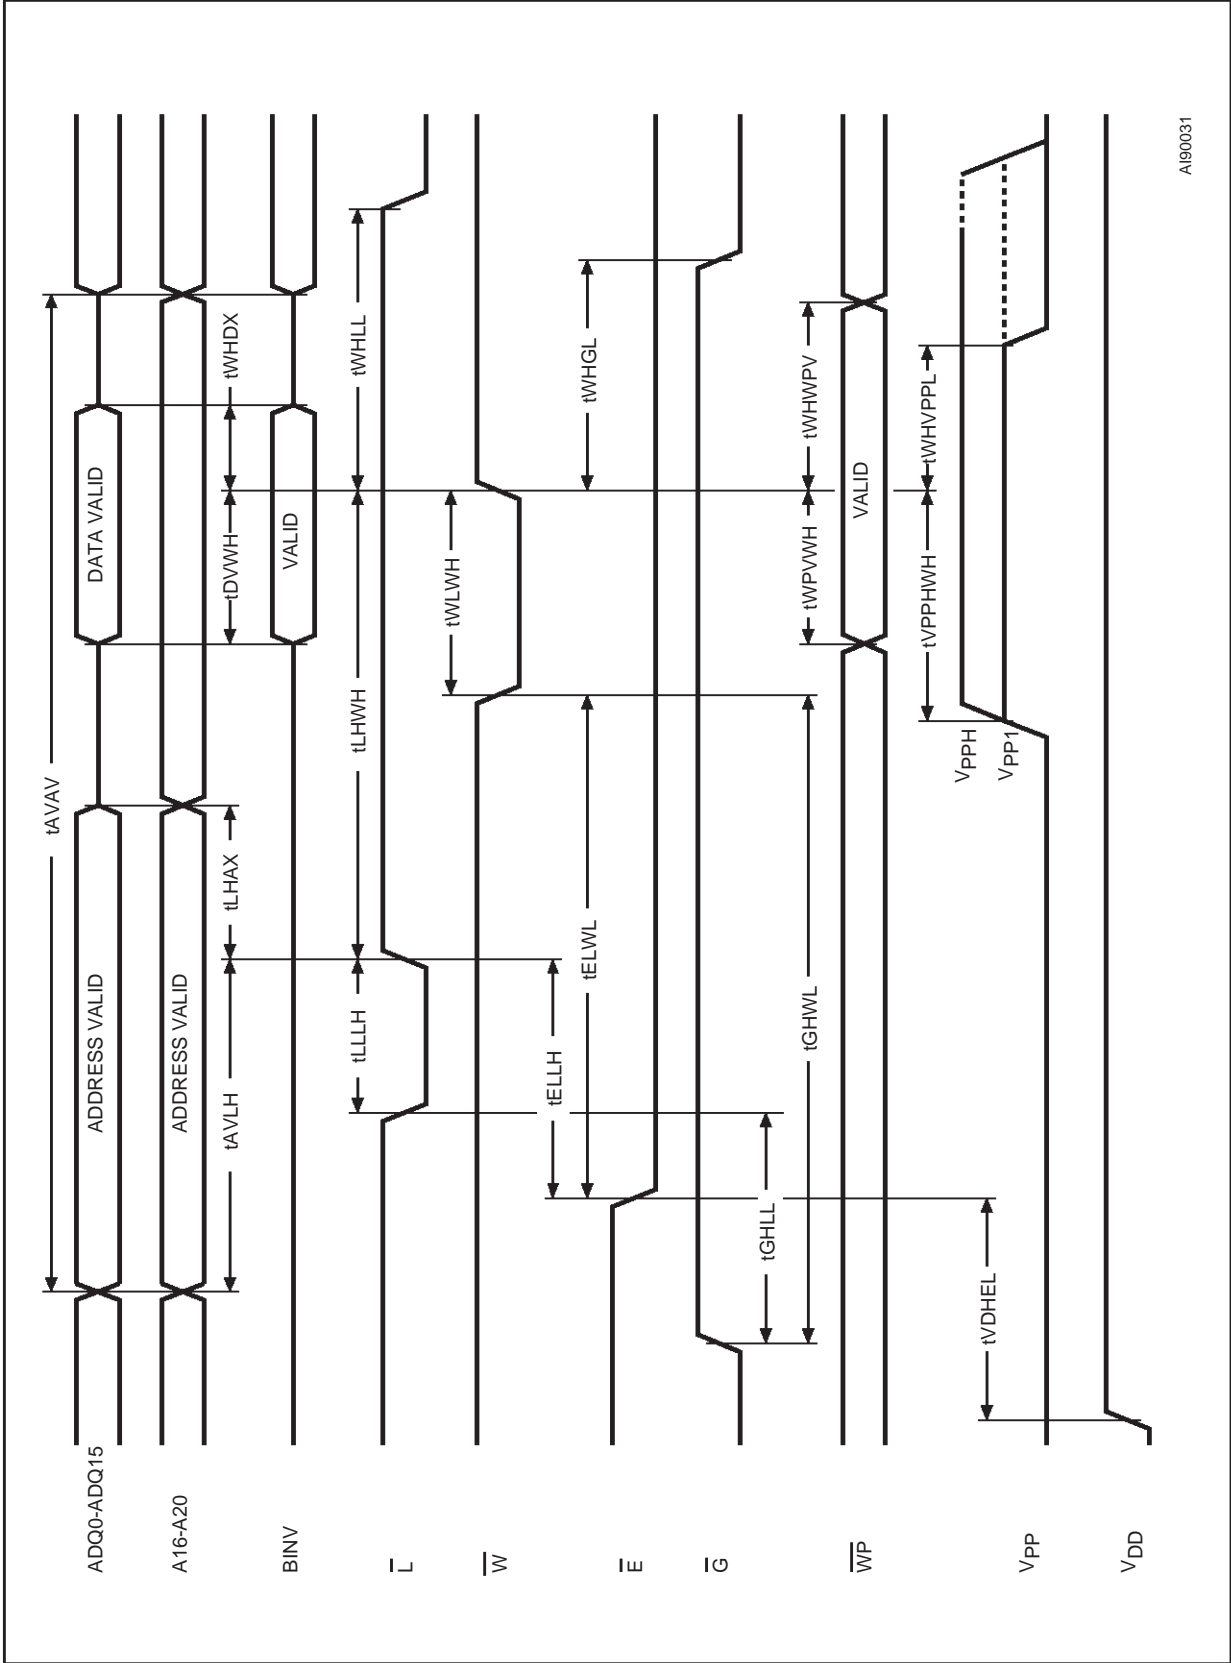 tAVAV
ADQ0-ADQ15
ADDRESS VALID
DATA VALID
A16-A20
ADDRESS VALID
tAVLH
tLHAX
tDVWH
tWHDX
BINV
VALID
L
tLLLH
tLHWH
tWHLL
W
tWLWH
tELLH
E
tELWL
tWHGL
G
tGHLL
tGHWL
tWPVWH
tWHWPV
WP
VALID
tVPPHWH
tWHVPPL
VPPH
VPP1
tVDHEL
VPP
VDD
AI90031